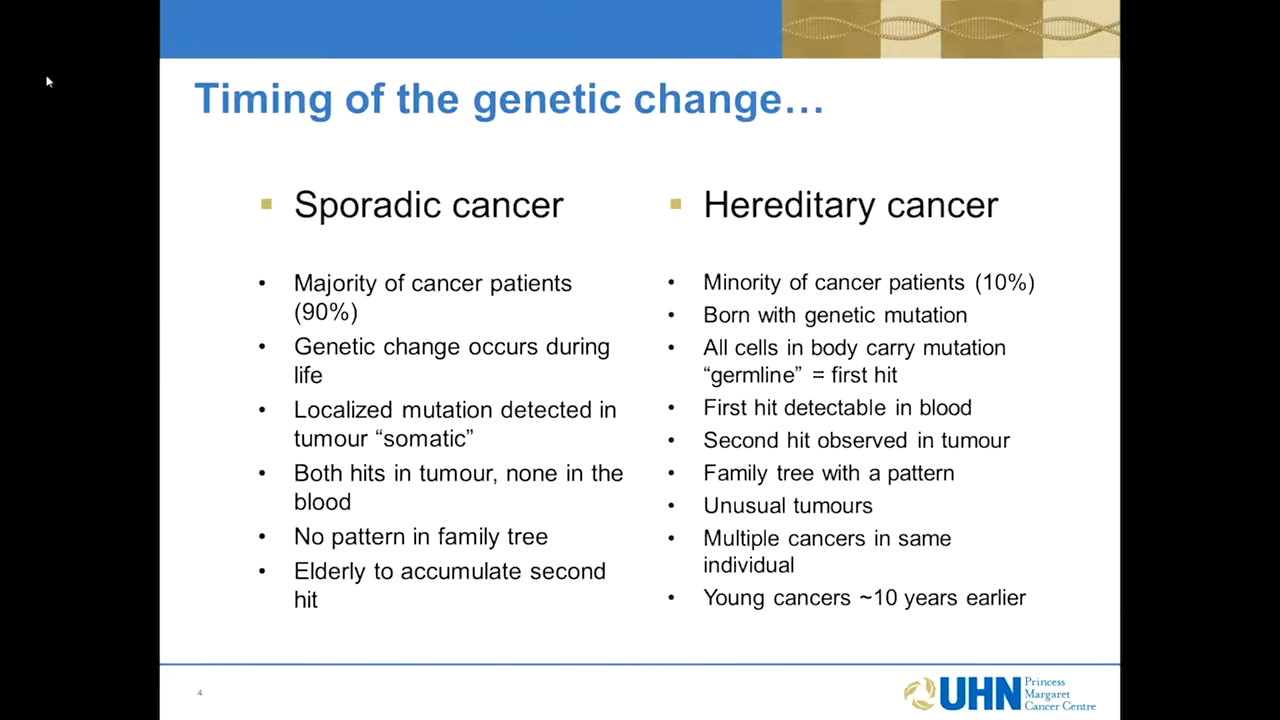 Timing of the genetic change…
Sporadic cancer
Majority of cancer patients
(90%)
Genetic change occurs during
life
Localized mutation detected in
tumour “somatic”
Both hits in tumour, none in the
blood
No pattern in family tree
Elderly to accumulate second
hit
Hereditary cancer
Minority of cancer patients (10%)
Born with genetic mutation
All cells in body carry mutation
“germline” = first hit
First hit detectable in blood
Second hit observed in tumour
Family tree with a pattern
Unusual tumours
Multiple cancers in same
individual
Young cancers ~10 years earlier
4
UHN
Princess
Margaret
Cancer Centre